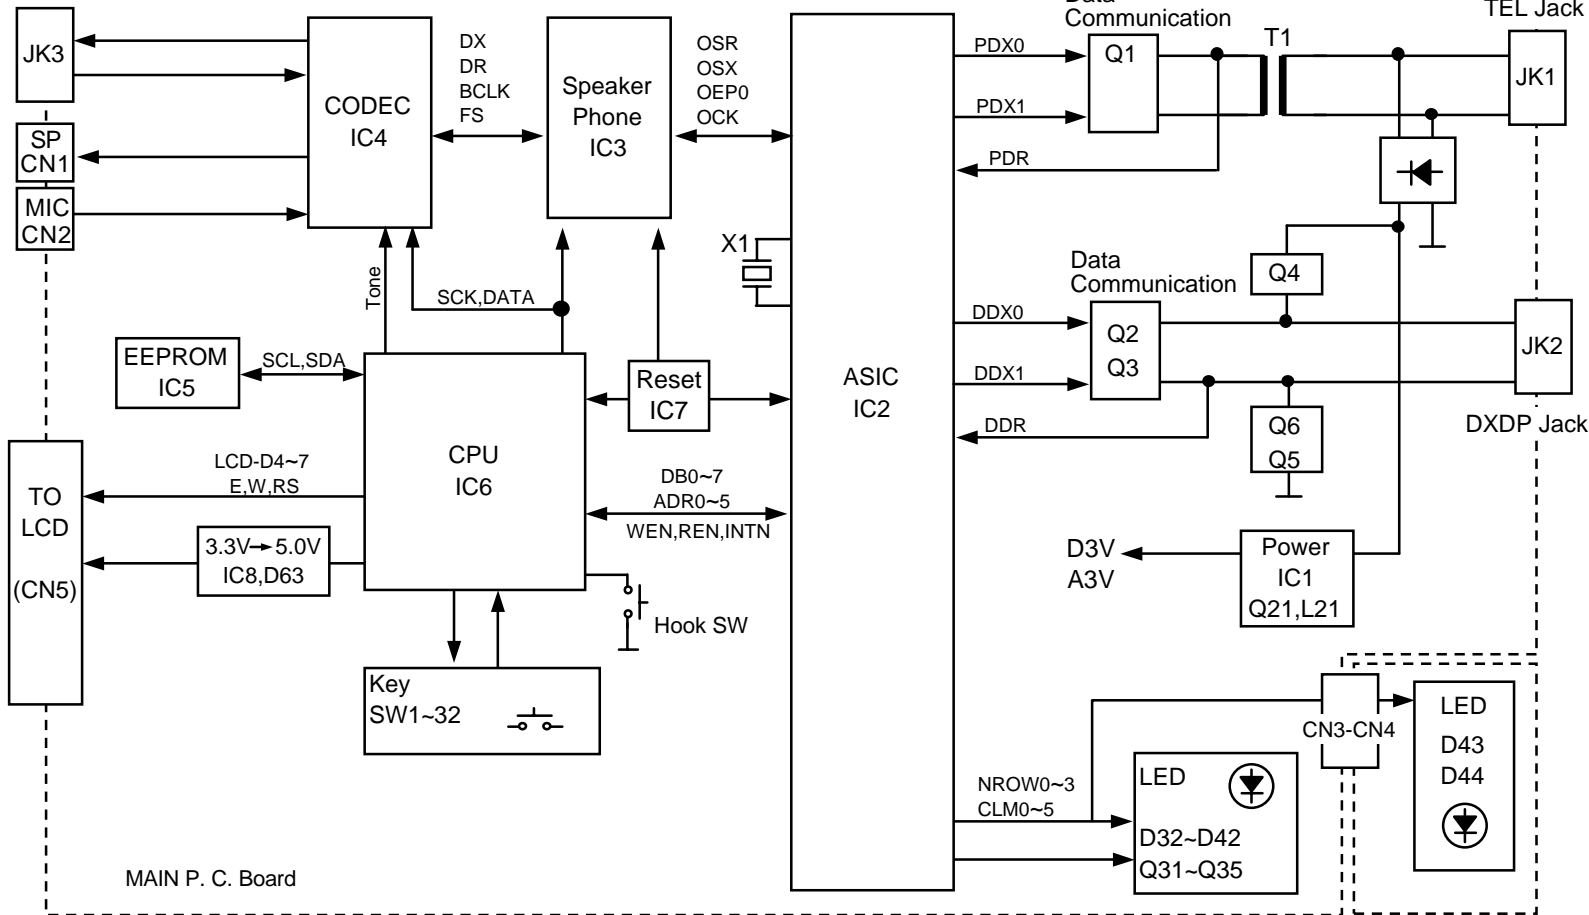 Data
Communication
TEL Jack
JK3
CODEC
IC4
DX
DR
BCLK
FS
Speaker
Phone
IC3
OSR
OSX
OEP0
OCK
PDX0
PDX1
PDR
Q1
T1
JK1
SP
CN1
MIC
CN2
Tone
SCK,DATA
X1
Data
Communication
Q4
DDX0
DDX1
DDR
Q2
Q3
JK2
DXDP Jack
Q6
Q5
EEPROM
IC5
SCL,SDA
Reset
IC7
ASIC
IC2
CPU
IC6
TO
LCD
(CN5)
LCD-D4~7
E,W,RS
3.3V→5.0V
IC8,D63
DB0~7
ADR0~5
WEN,REN,INTN
D3V
A3V
Power
IC1
Q21,L21
Hook SW
Key
SW1~32
CN3-CN4
LED
D43
D44
NROW0~3
CLM0~5
LED
D32~D42
Q31~Q35
MAIN P. C. Board